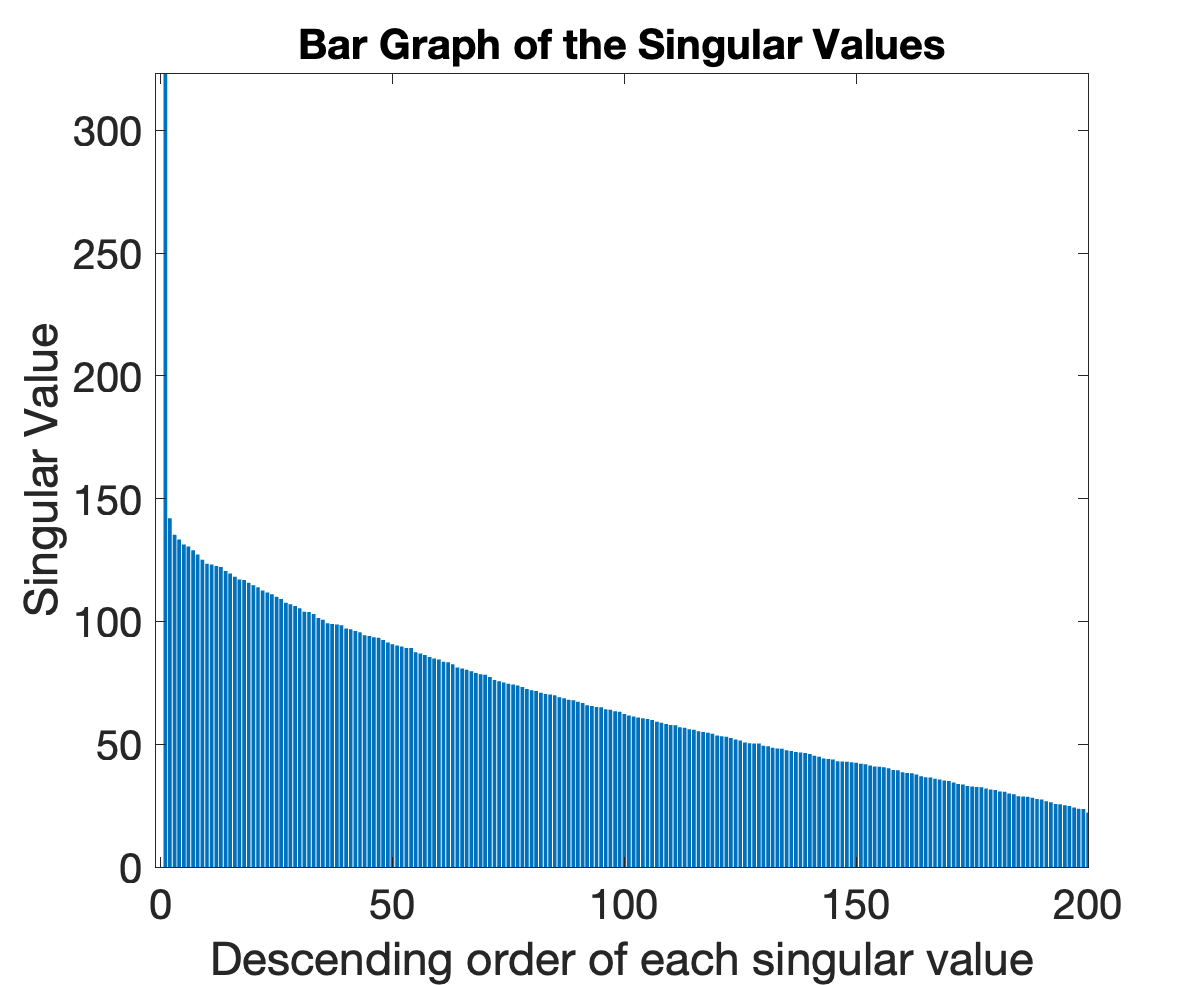 Bar Graph of the Singular Values
300
250
200
150
100
50
0
Singular Value
0 50 100 150 200
Descending order of each singular value